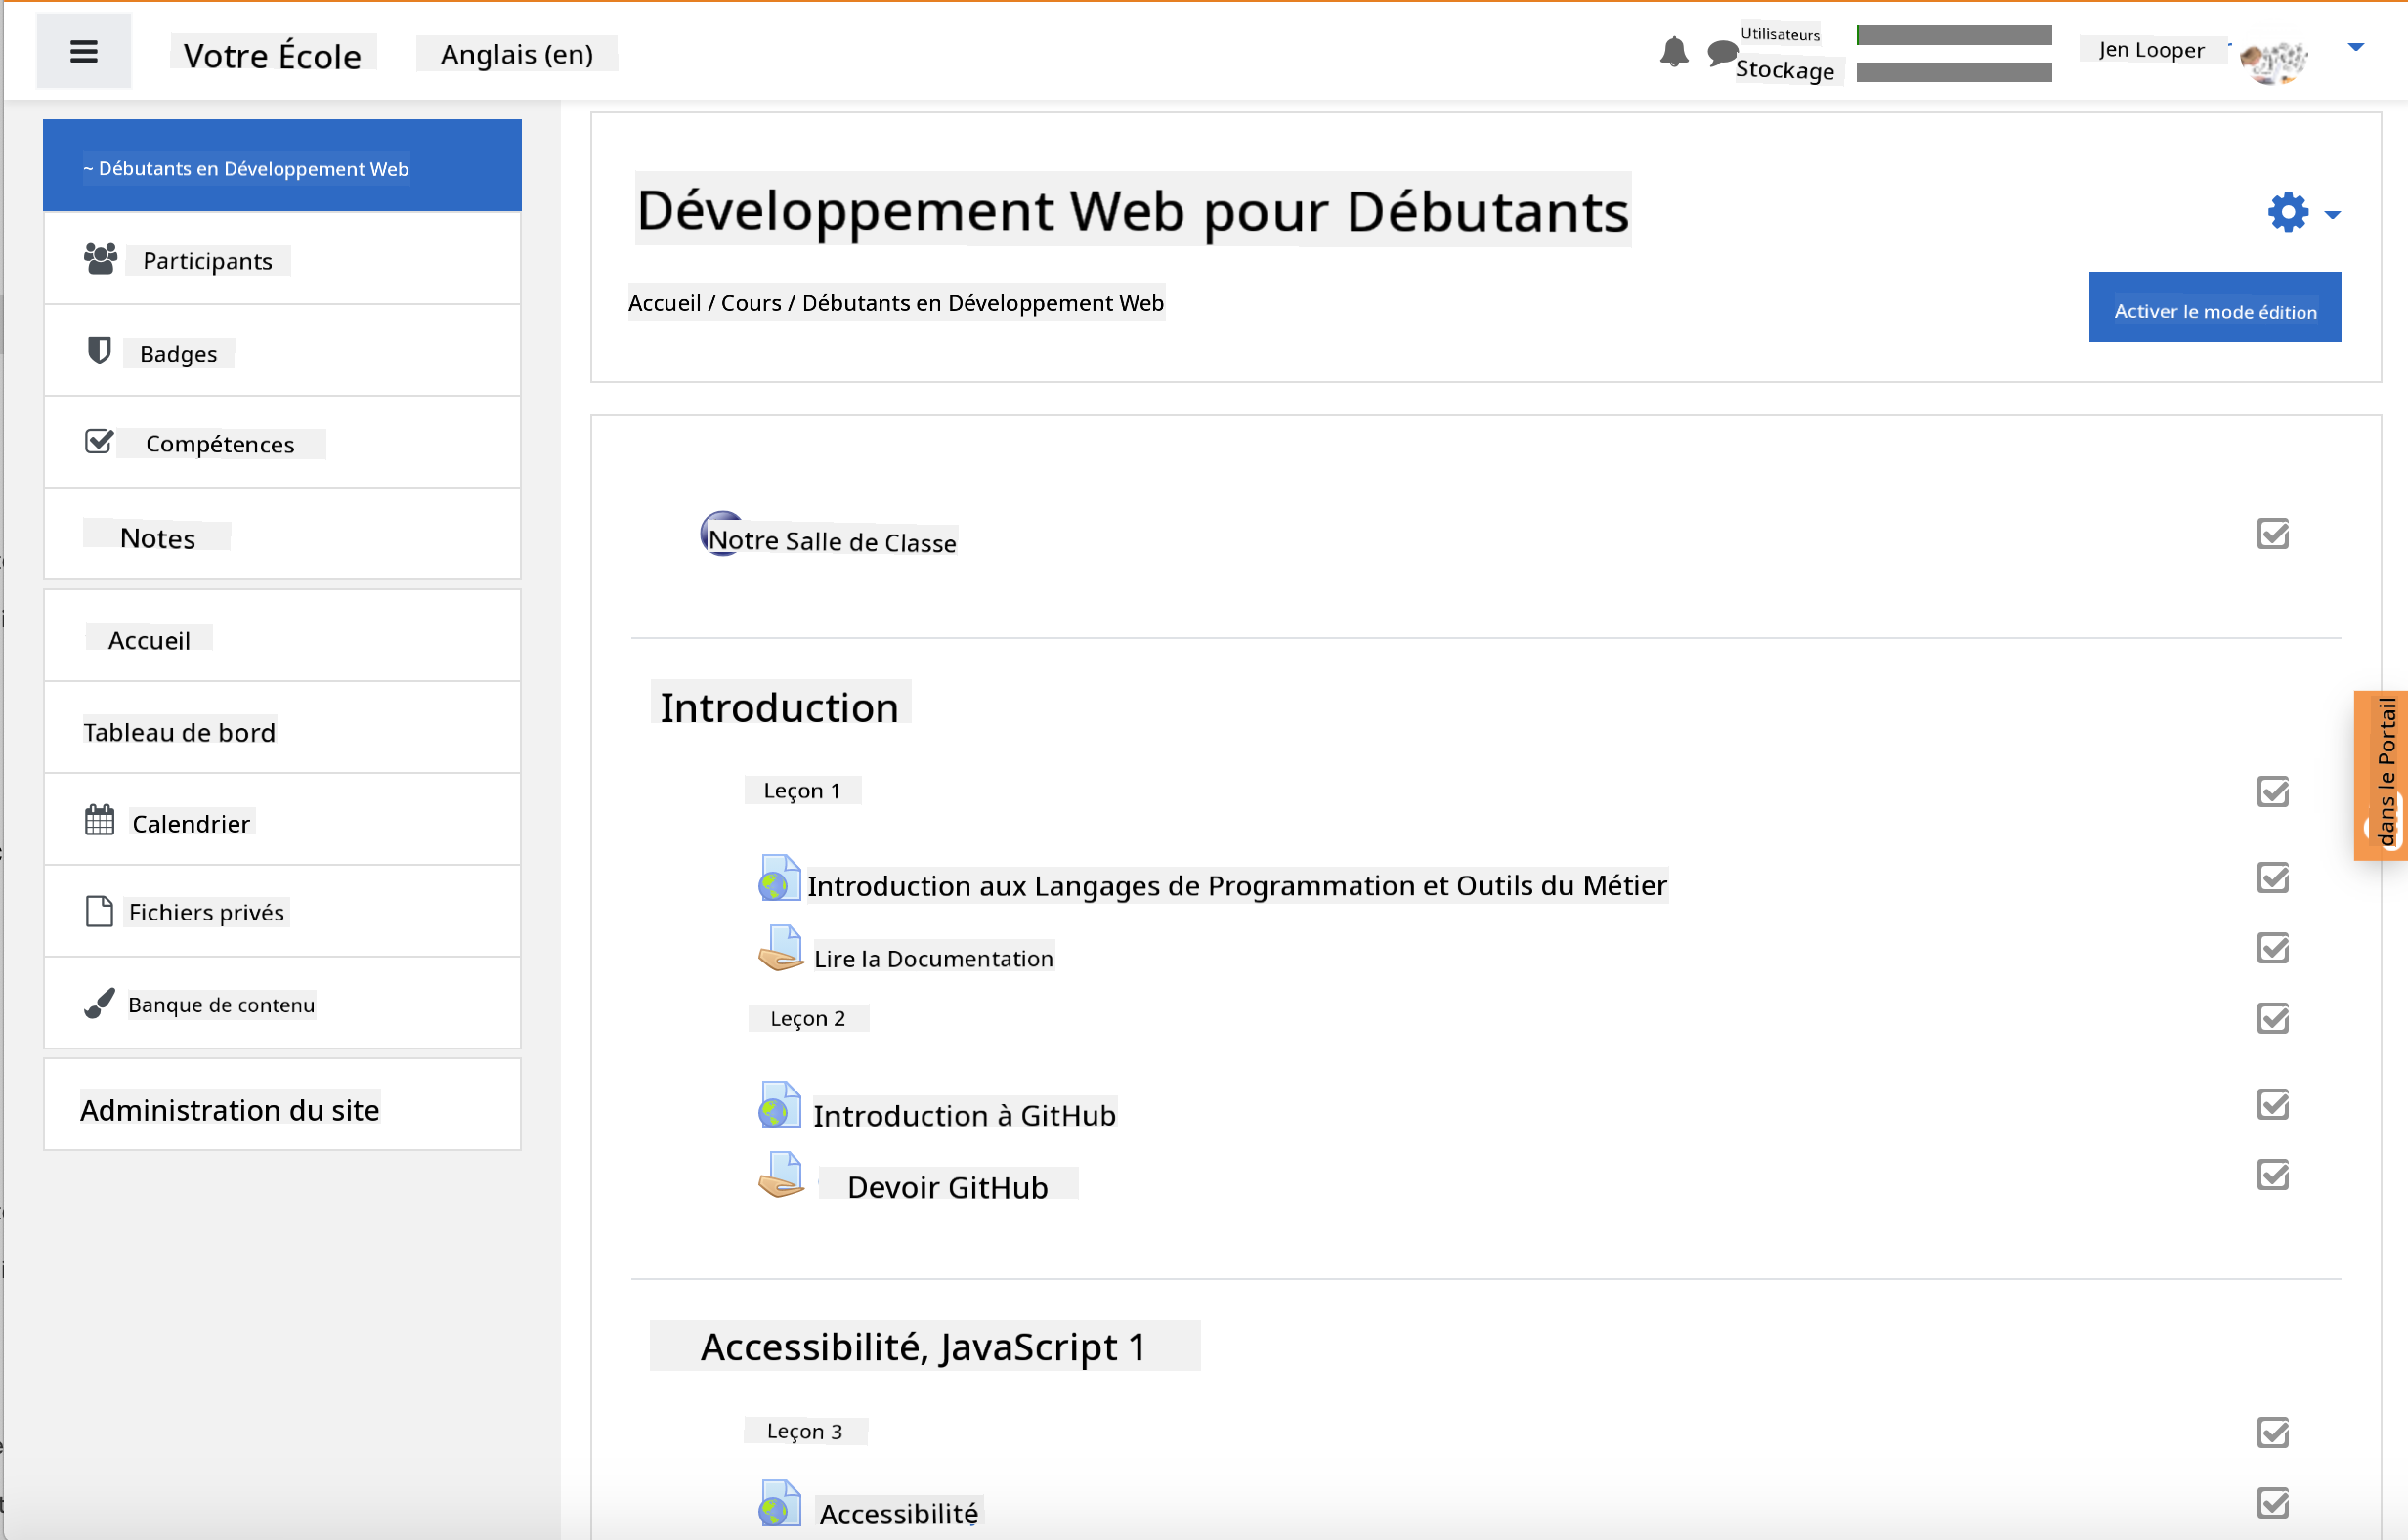 Votre École
Anglais (en)
Utilisateurs
Stockage
Jen Looper
~ Débutants en Développement Web
Participants
Badges
Compétences
Notes
Accueil
Tableau de bord
Calendrier
Fichiers privés
Banque de contenu
Administration du site
Développement Web pour Débutants
Accueil / Cours / Débutants en Développement Web
Activer le mode édition
Notre Salle de Classe
Introduction
Leçon 1
Introduction aux Langages de Programmation et Outils du Métier
Lire la Documentation
Leçon 2
Introduction à GitHub
Devoir GitHub
Accessibilité, JavaScript 1
Leçon 3
Accessibilité
dans le Portail